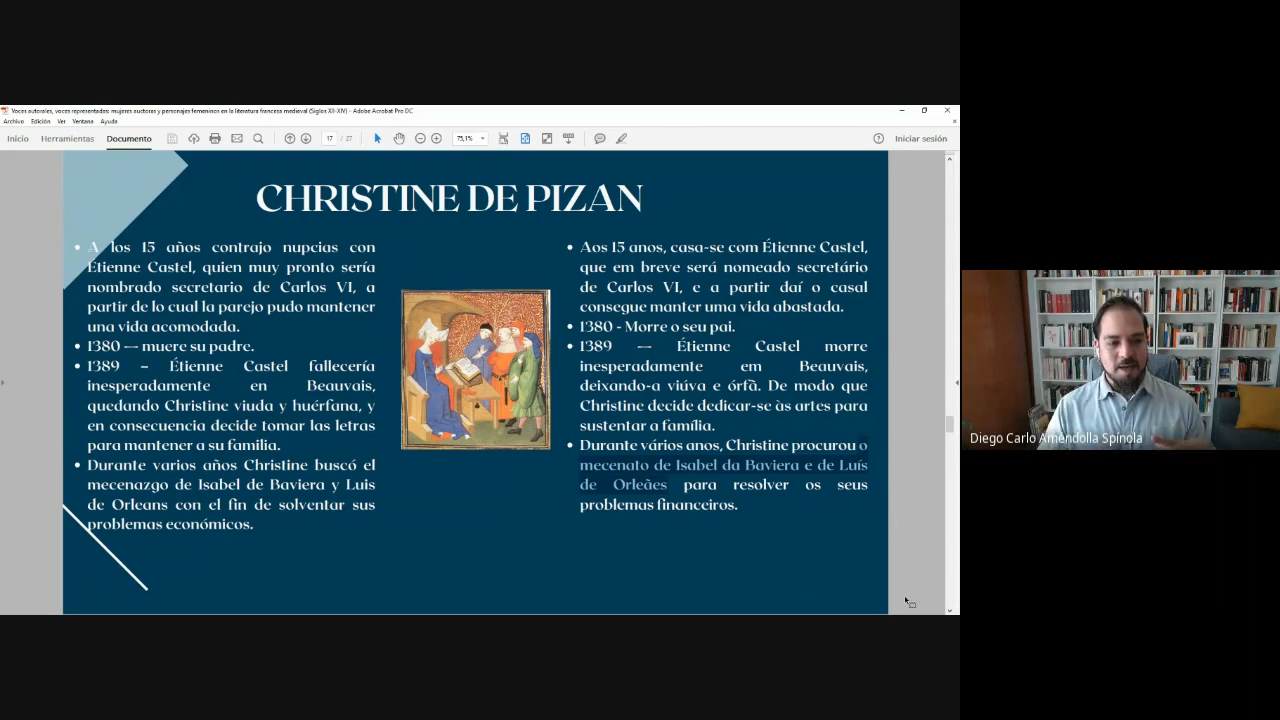 Voces autorales, voces representadas: mujeres auctoras y personajes femeninos en la literatura francesa medieval (Siglos XII-XIV) - Adobe Acrobat Pro DC
Archivo Edición Ver Ventana Ayuda
Inicio Herramientas Documento 17 / 27 75,1% Iniciar sesión
CHRISTINE DE PIZAN
• A los 15 años contrajo nupcias con
Étienne Castel, quien muy pronto sería
nombrado secretario de Carlos VI, a
partir de lo cual la parejo pudo mantener
una vida acomodada.
• 1380 — muere su padre.
• 1389 – Étienne Castel fallecería
inesperadamente en Beauvais,
quedando Christine viuda y huérfana, y
en consecuencia decide tomar las letras
para mantener a su familia.
• Durante varios años Christine buscó el
mecenazgo de Isabel de Baviera y Luis
de Orleans con el fin de solventar sus
problemas económicos.
• Aos 15 anos, casa-se com Étienne Castel,
que em breve será nomeado secretário
de Carlos VI, e a partir daí o casal
consegue manter uma vida abastada.
• 1380 - Morre o seu pai.
• 1389 — Étienne Castel morre
inesperadamente em Beauvais,
deixando-a viúva e órfã. De modo que
Christine decide dedicar-se às artes para
sustentar a família.
• Durante vários anos, Christine procurou o
mecenato de Isabel da Baviera e de Luís
de Orleães para resolver os seus
problemas financeiros.
Diego Carlo Améndolla Spínola